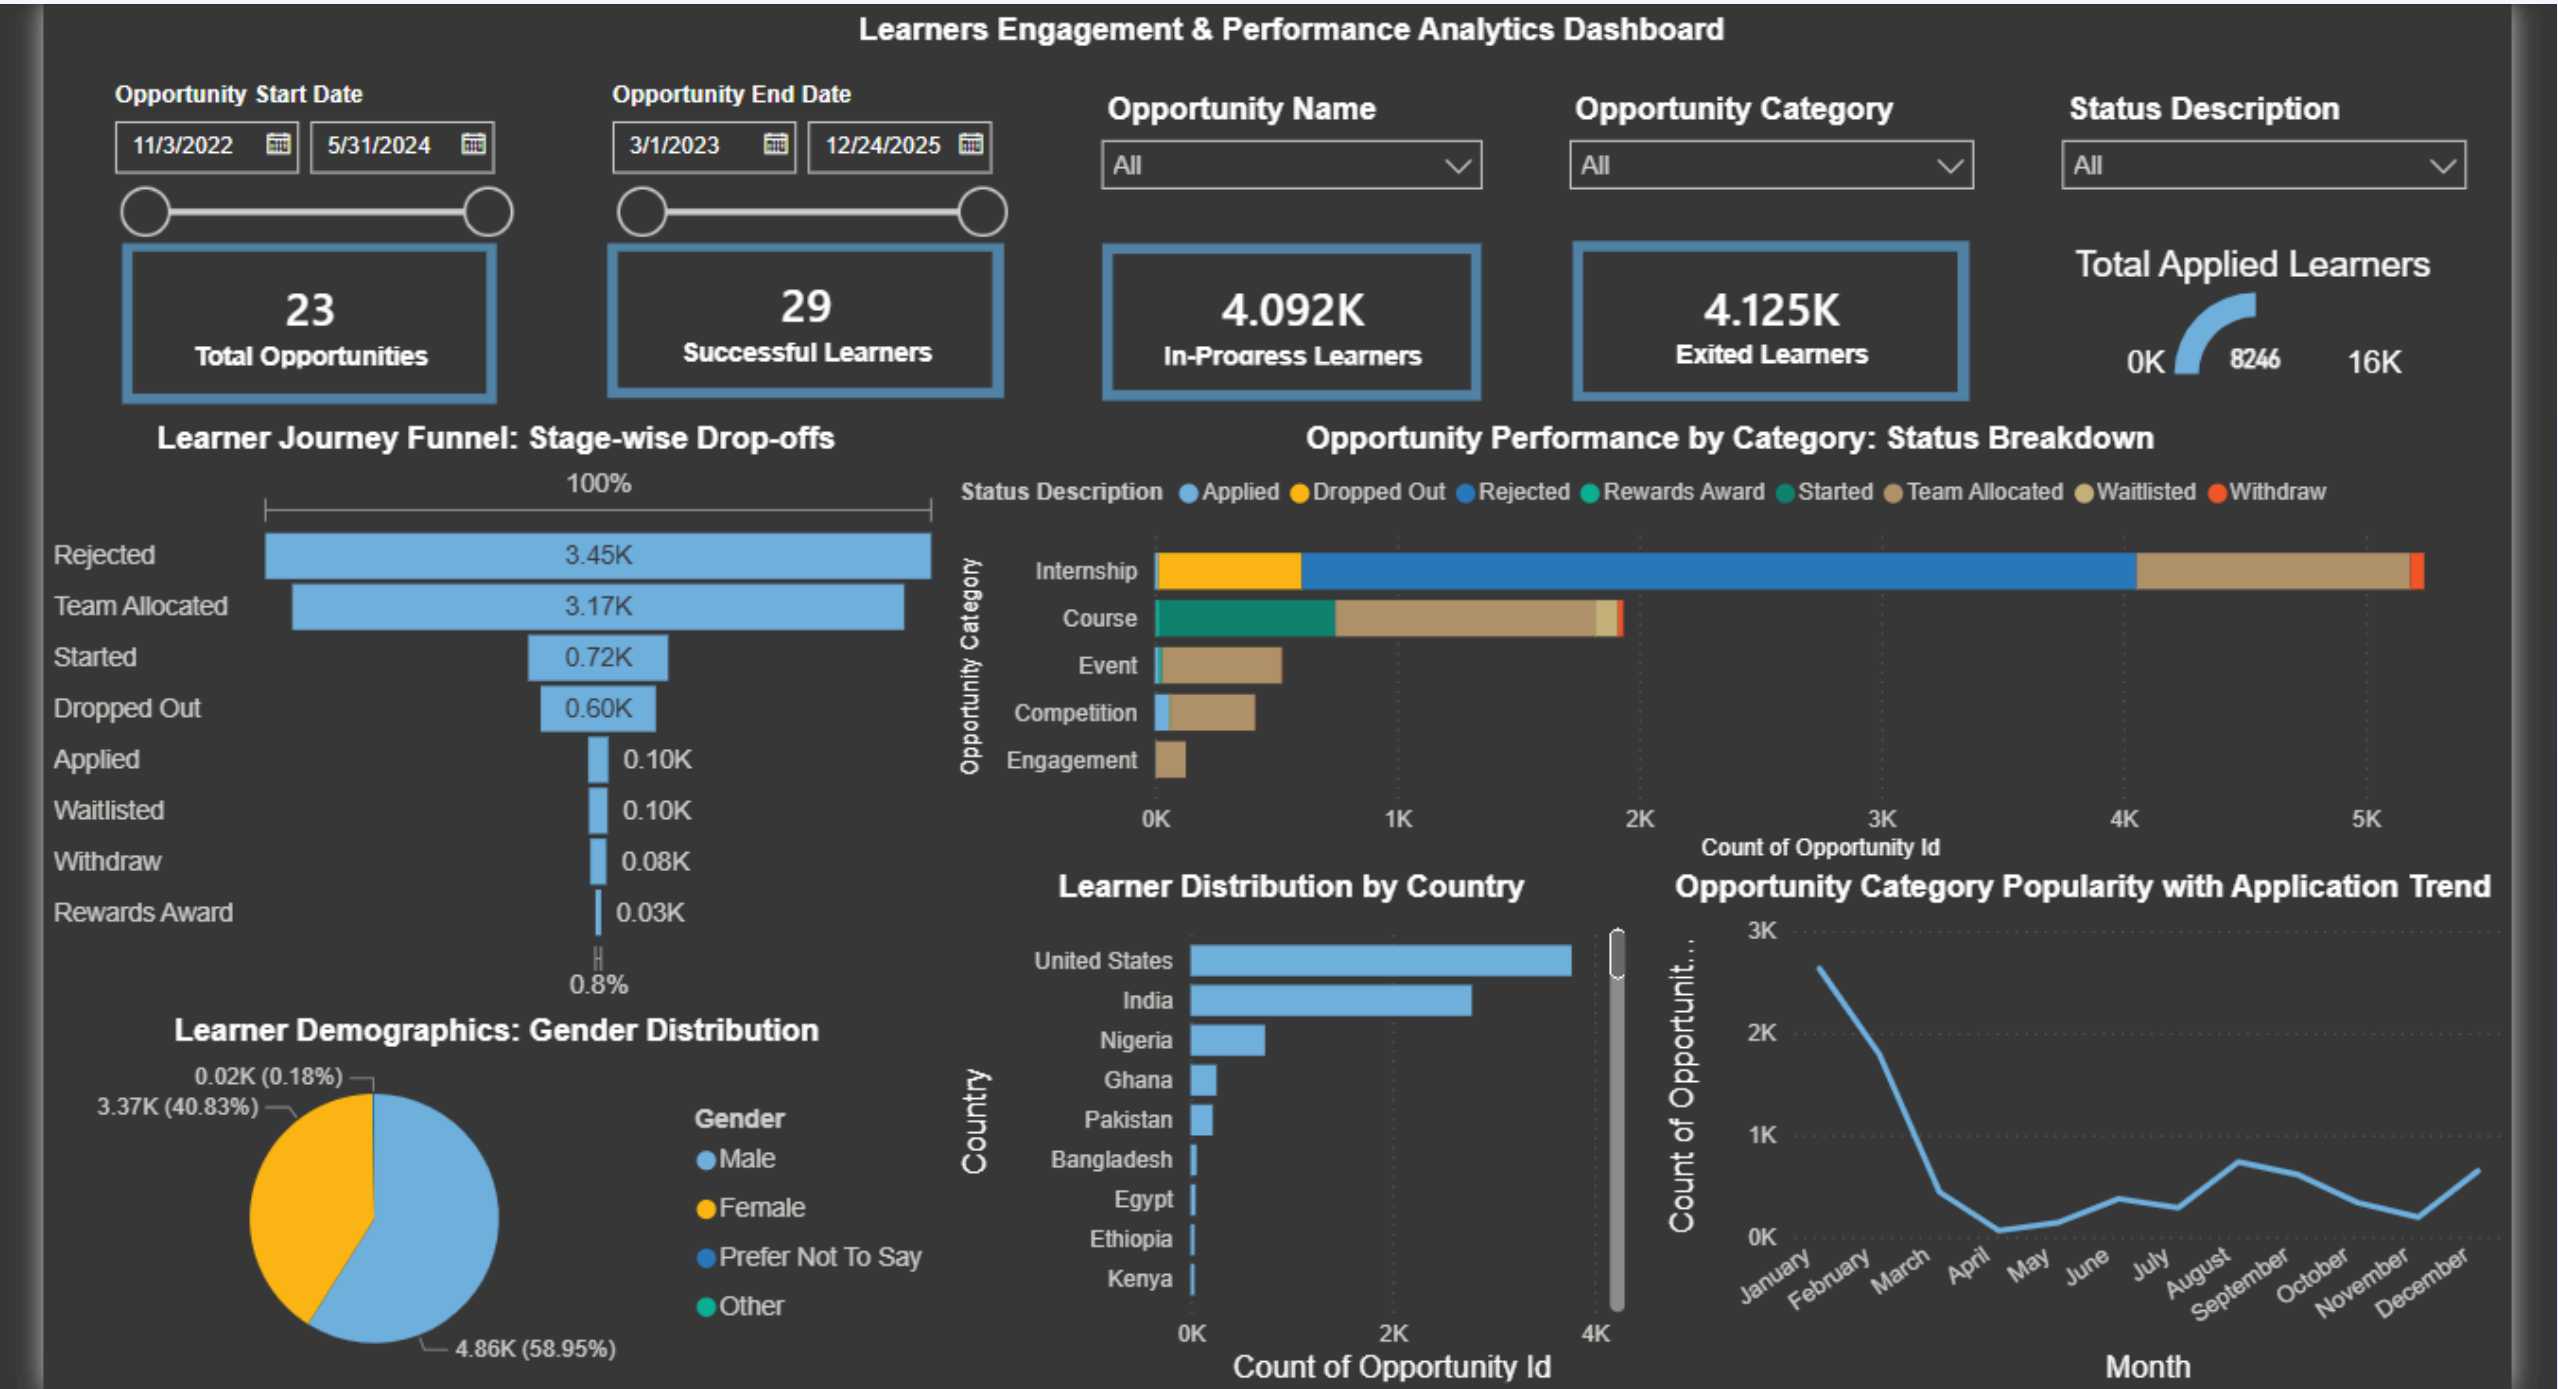 Learners Engagement & Performance Analytics Dashboard
Opportunity Start Date
11/3/2022
5/31/2024
Opportunity End Date
3/1/2023
12/24/2025
Opportunity Name
All
Opportunity Category
All
Status Description
All
23
Total Opportunities
29
Successful Learners
4.092K
In-Progress Learners
4.125K
Exited Learners
Total Applied Learners
0K
8246
16K
Learner Journey Funnel: Stage-wise Drop-offs
100%
Rejected 3.45K
Team Allocated 3.17K
Started 0.72K
Dropped Out 0.60K
Applied 0.10K
Waitlisted 0.10K
Withdraw 0.08K
Rewards Award 0.03K
0.8%
Opportunity Performance by Category: Status Breakdown
Status Description Applied Dropped Out Rejected Rewards Award Started Team Allocated Waitlisted Withdraw
Opportunity Category
Internship
Course
Event
Competition
Engagement
0K 1K 2K 3K 4K 5K
Count of Opportunity Id
Learner Demographics: Gender Distribution
0.02K (0.18%)
3.37K (40.83%)
4.86K (58.95%)
Gender
Male
Female
Prefer Not To Say
Other
Learner Distribution by Country
Country
United States
India
Nigeria
Ghana
Pakistan
Bangladesh
Egypt
Ethiopia
Kenya
0K 2K 4K
Count of Opportunity Id
Opportunity Category Popularity with Application Trend
Count of Opportunit...
3K
2K
1K
0K
January February March April May June July August September October November December
Month